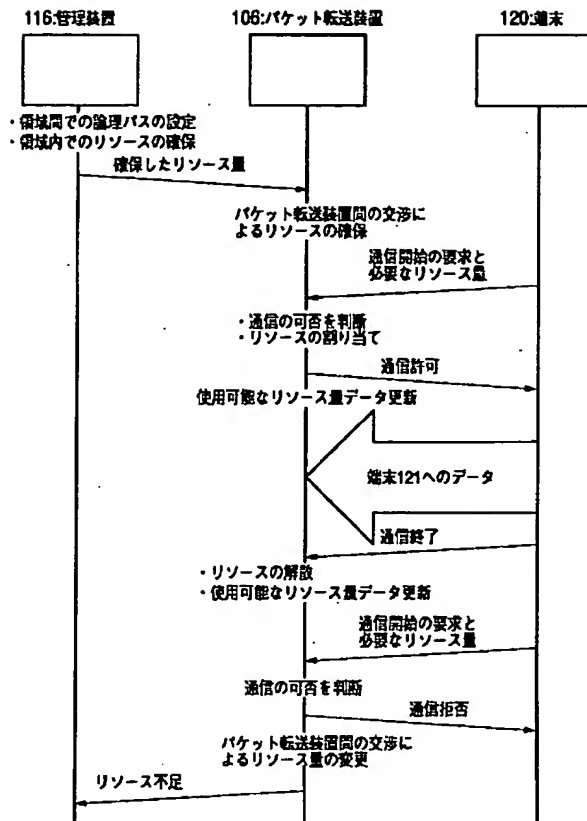 116:管理装置
106:パケット転送装置
120:端末
・領域間での論理パスの設定
・領域内でのリソースの確保
確保したリソース量
パケット転送装置間の交渉に
よるリソースの確保
通信開始の要求と
必要なリソース量
・通信の可否を判断
・リソースの割り当て
通信許可
使用可能なリソース量データ更新
端末121へのデータ
通信終了
・リソースの解放
・使用可能なリソース量データ更新
通信開始の要求と
必要なリソース量
通信の可否を判断
通信拒否
パケット転送装置間の交渉に
よるリソース量の変更
リソース不足